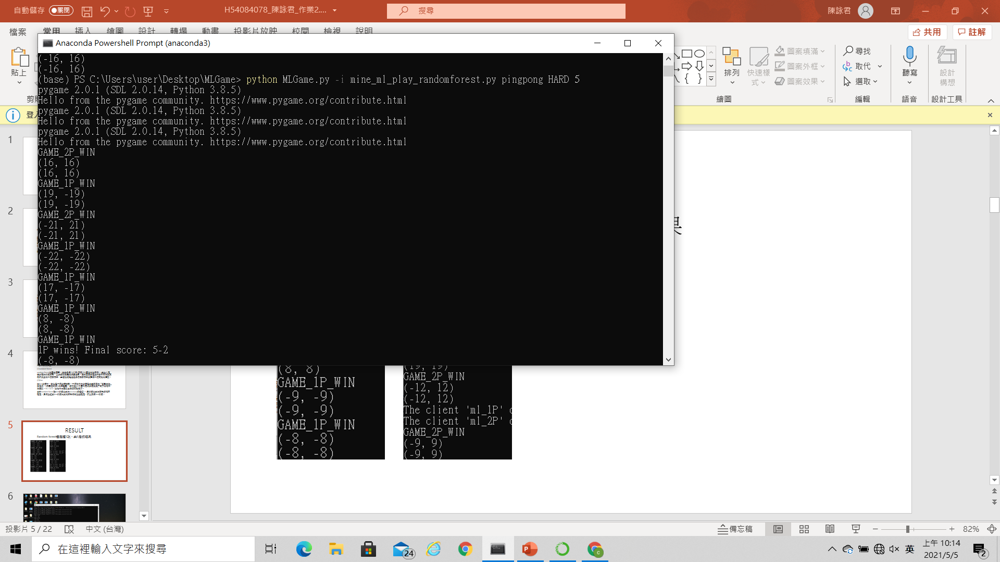 自動儲存 關閉
H54084078_陳詠君_作業2....
搜尋
陳詠君
檔案 常用 插入 繪圖 設計 轉場 動畫 投影片放映 校閱 檢視 說明
共用 註解
貼上
排列
快速樣式
圖案填滿
圖案外框
圖案效果
繪圖
尋找
取代
選取
編輯
聽寫
語音
設計構想
設計工具
Anaconda Powershell Prompt (anaconda3)
(-16, 16)
(-16, 16)
(base) PS C:\Users\user\Desktop\MLGame> python MLGame.py -i mine_ml_play_randomforest.py pingpong HARD 5
pygame 2.0.1 (SDL 2.0.14, Python 3.8.5)
Hello from the pygame community. https://www.pygame.org/contribute.html
pygame 2.0.1 (SDL 2.0.14, Python 3.8.5)
Hello from the pygame community. https://www.pygame.org/contribute.html
pygame 2.0.1 (SDL 2.0.14, Python 3.8.5)
Hello from the pygame community. https://www.pygame.org/contribute.html
GAME_2P_WIN
(16, 16)
(16, 16)
GAME_1P_WIN
(19, -19)
(19, -19)
GAME_2P_WIN
(-21, 21)
(-21, 21)
GAME_1P_WIN
(-22, -22)
(-22, -22)
GAME_1P_WIN
(17, -17)
(17, -17)
GAME_1P_WIN
(8, -8)
(8, -8)
GAME_1P_WIN
1P wins! Final score: 5-2
(-8, -8)
(8, 8)
GAME_1P_WIN
(-9, -9)
(-9, -9)
GAME_1P_WIN
(-8, -8)
(-8, -8)
(19, 19)
GAME_2P_WIN
(-12, 12)
(-12, 12)
The client 'ml_1P'
The client 'ml_2P'
GAME_2P_WIN
(-9, 9)
(-9, 9)
果
1
2
3
4
5
RESULT
6
投影片 5 / 22
中文 (台灣)
備忘稿
82%
在這裡輸入文字來搜尋
24
英
上午 10:14
2021/5/5
2